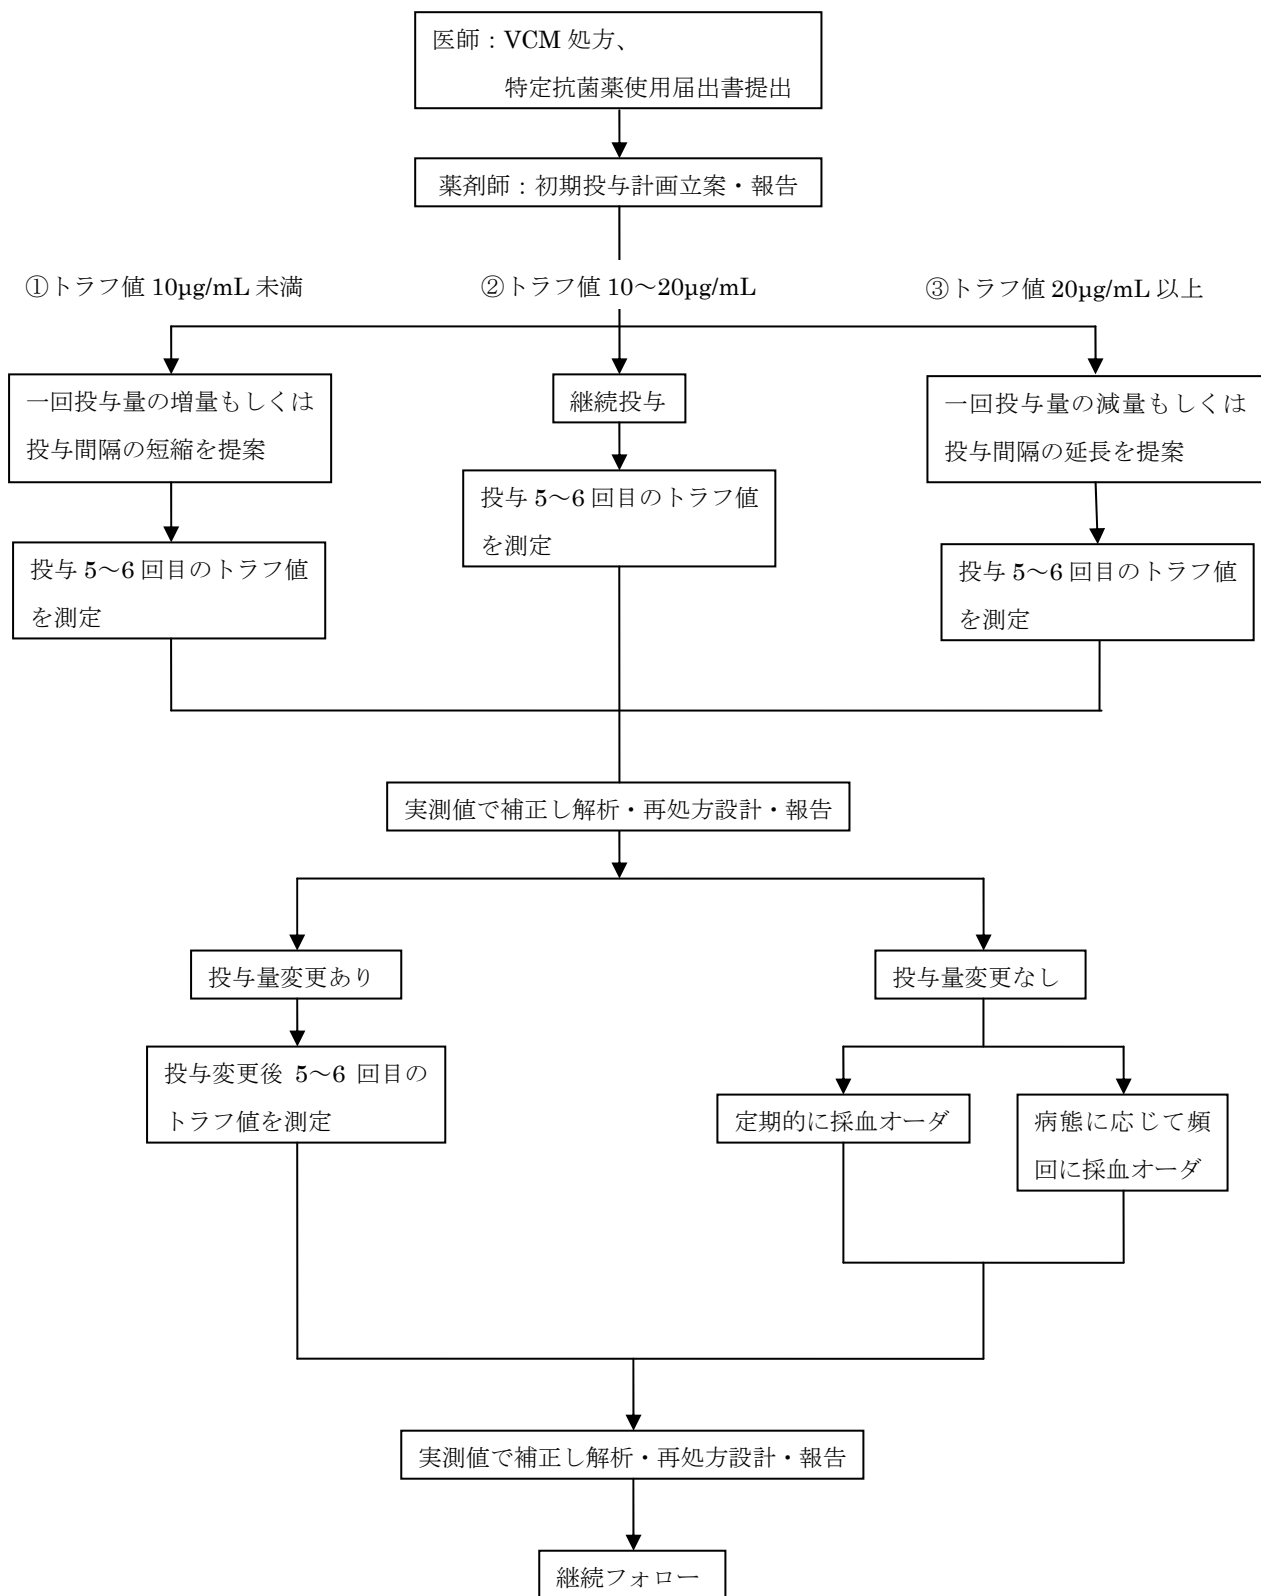 医師：VCM 処方、
特定抗菌薬使用届出書提出
薬剤師：初期投与計画立案・報告
①トラフ値 10μg/mL 未満
②トラフ値 10～20μg/mL
③トラフ値 20μg/mL 以上
一回投与量の増量もしくは
投与間隔の短縮を提案
継続投与
一回投与量の減量もしくは
投与間隔の延長を提案
投与 5～6 回目のトラフ値
を測定
投与 5～6 回目のトラフ値
を測定
投与 5～6 回目のトラフ値
を測定
実測値で補正し解析・再処方設計・報告
投与量変更あり
投与量変更なし
投与変更後 5～6 回目の
トラフ値を測定
定期的に採血オーダ
病態に応じて頻
回に採血オーダ
実測値で補正し解析・再処方設計・報告
継続フォロー